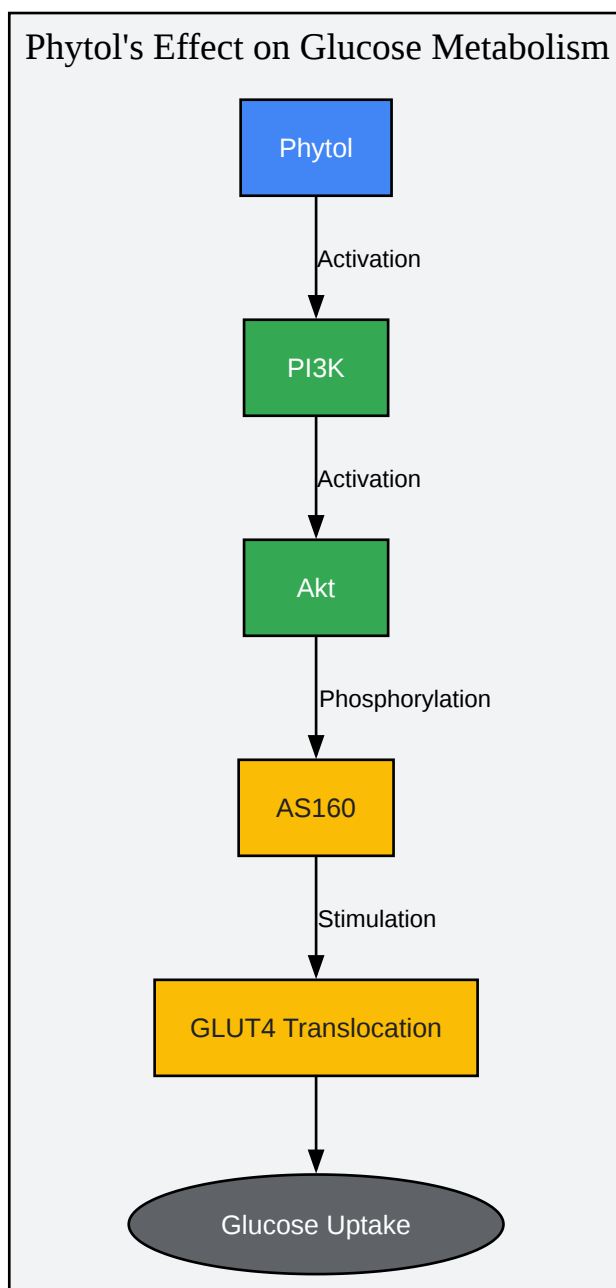 Phytol's Effect on Glucose Metabolism
Phytol
Activation
PI3K
Activation
Akt
Phosphorylation
AS160
Stimulation
GLUT4 Translocation
Glucose Uptake